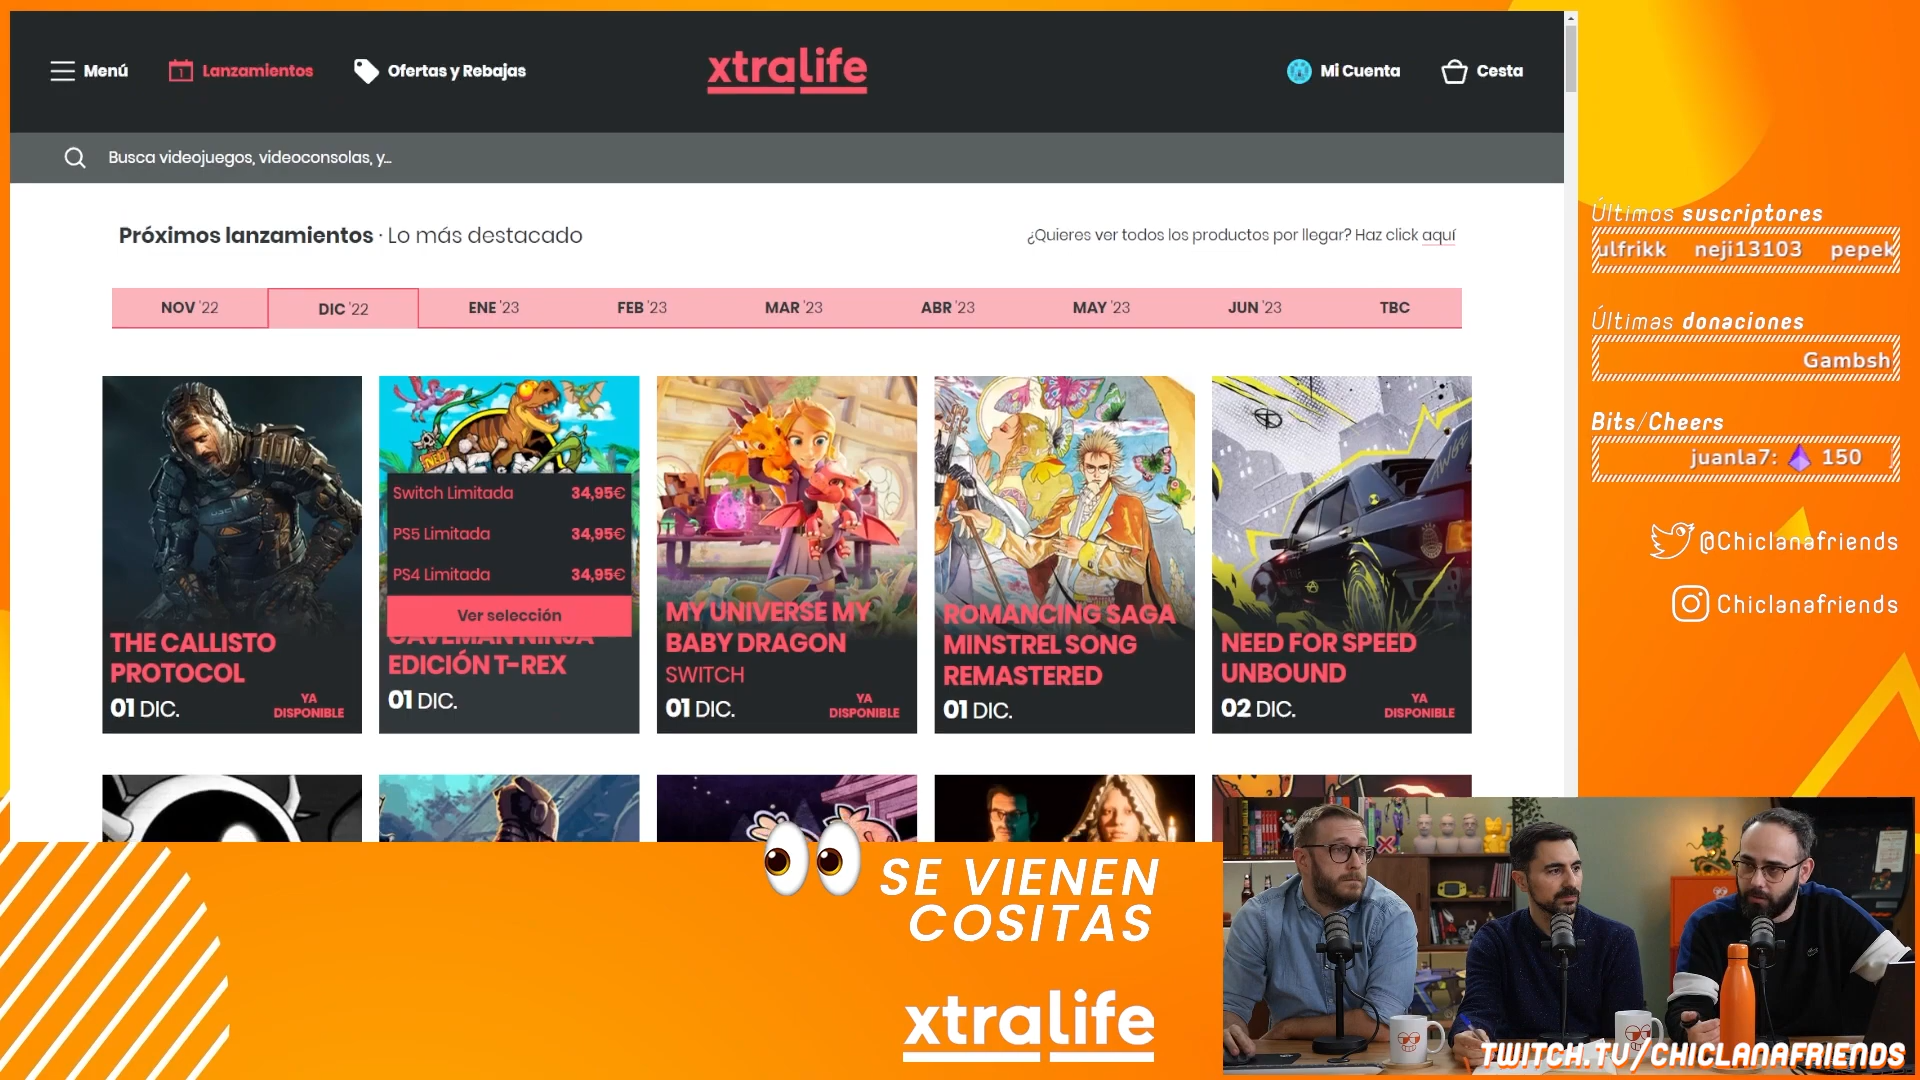 Menú
Lanzamientos
Ofertas y Rebajas
xtralife
Mi Cuenta
Cesta
Busca videojuegos, videoconsolas, y...
Próximos lanzamientos · Lo más destacado
¿Quieres ver todos los productos por llegar? Haz click aquí
NOV '22
DIC '22
ENE '23
FEB '23
MAR '23
ABR '23
MAY '23
JUN '23
TBC
THE CALLISTO
PROTOCOL
01 DIC.
YA
DISPONIBLE
NEW
Switch Limitada 34,95€
PS5 Limitada 34,95€
PS4 Limitada 34,95€
Ver selección
CAVEMAN NINJA
EDICIÓN T-REX
01 DIC.
MY UNIVERSE MY
BABY DRAGON
SWITCH
01 DIC.
YA
DISPONIBLE
ROMANCING SAGA
MINSTREL SONG
REMASTERED
01 DIC.
NEED FOR SPEED
UNBOUND
02 DIC.
YA
DISPONIBLE
Últimos suscriptores
ulfrikk neji13103 pepek
Últimas donaciones
Gambsh
Bits/Cheers
juanla7: 150
@Chiclanafriends
Chiclanafriends
SE VIENEN
COSITAS
xtralife
TWITCH.TV/CHICLANAFRIENDS